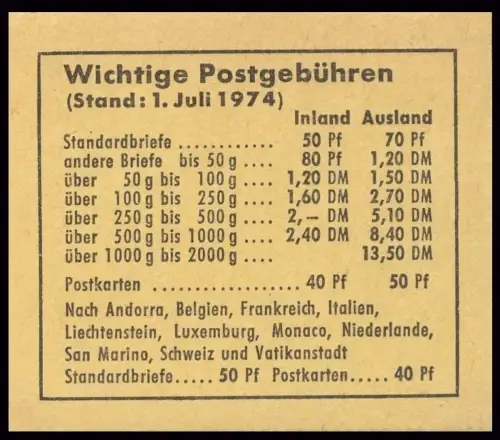 Wichtige Postgebühren
(Stand: 1. Juli 1974)
Inland Ausland
Standardbriefe ............ 50 Pf 70 Pf
andere Briefe bis 50 g .... 80 Pf 1,20 DM
über 50 g bis 100 g .... 1,20 DM 1,50 DM
über 100 g bis 250 g .... 1,60 DM 2,70 DM
über 250 g bis 500 g .... 2,– DM 5,10 DM
über 500 g bis 1000 g .... 2,40 DM 8,40 DM
über 1000 g bis 2000 g .... 13,50 DM
Postkarten ................. 40 Pf 50 Pf
Nach Andorra, Belgien, Frankreich, Italien,
Liechtenstein, Luxemburg, Monaco, Niederlande,
San Marino, Schweiz und Vatikanstadt
Standardbriefe..... 50 Pf Postkarten .... 40 Pf